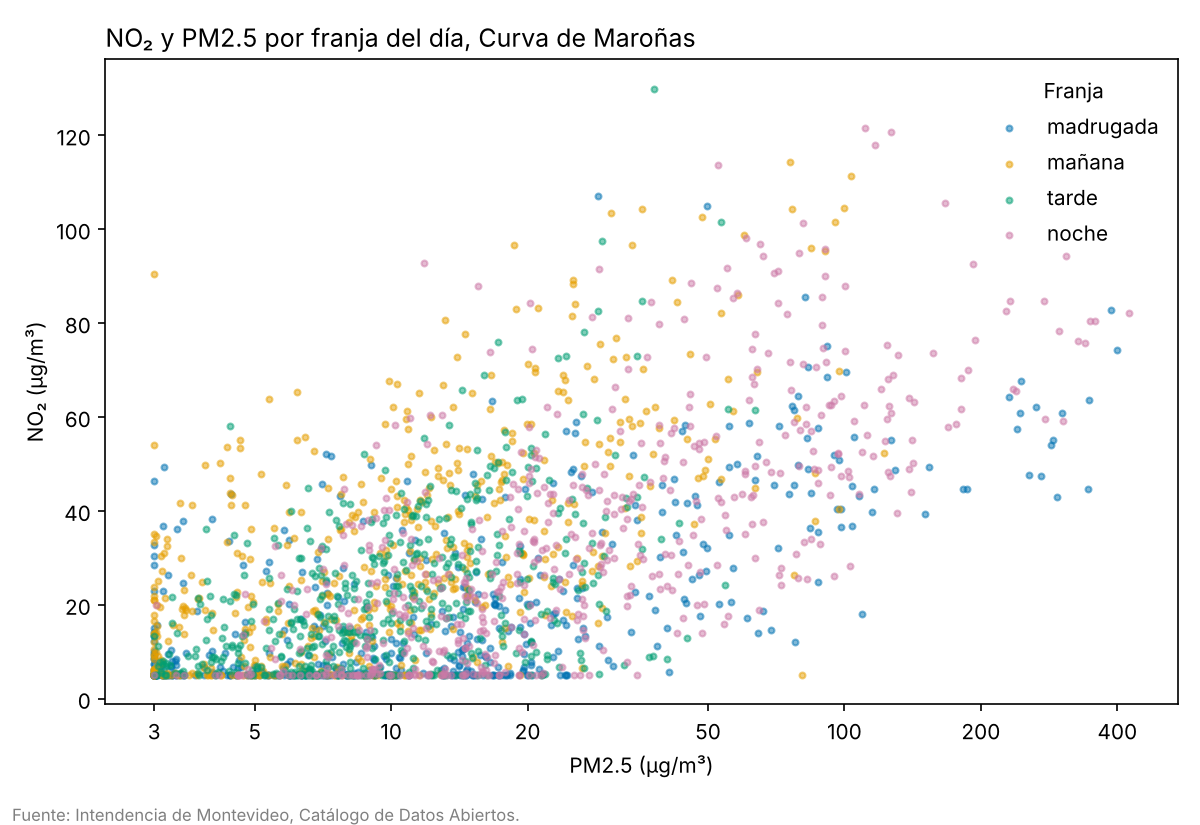 NO₂ y PM2.5 por franja del día, Curva de Maroñas
Franja
madrugada
mañana
tarde
noche
NO₂ (µg/m³)
120
100
80
60
40
20
0
3 5 10 20 50 100 200 400
PM2.5 (µg/m³)
Fuente: Intendencia de Montevideo, Catálogo de Datos Abiertos.